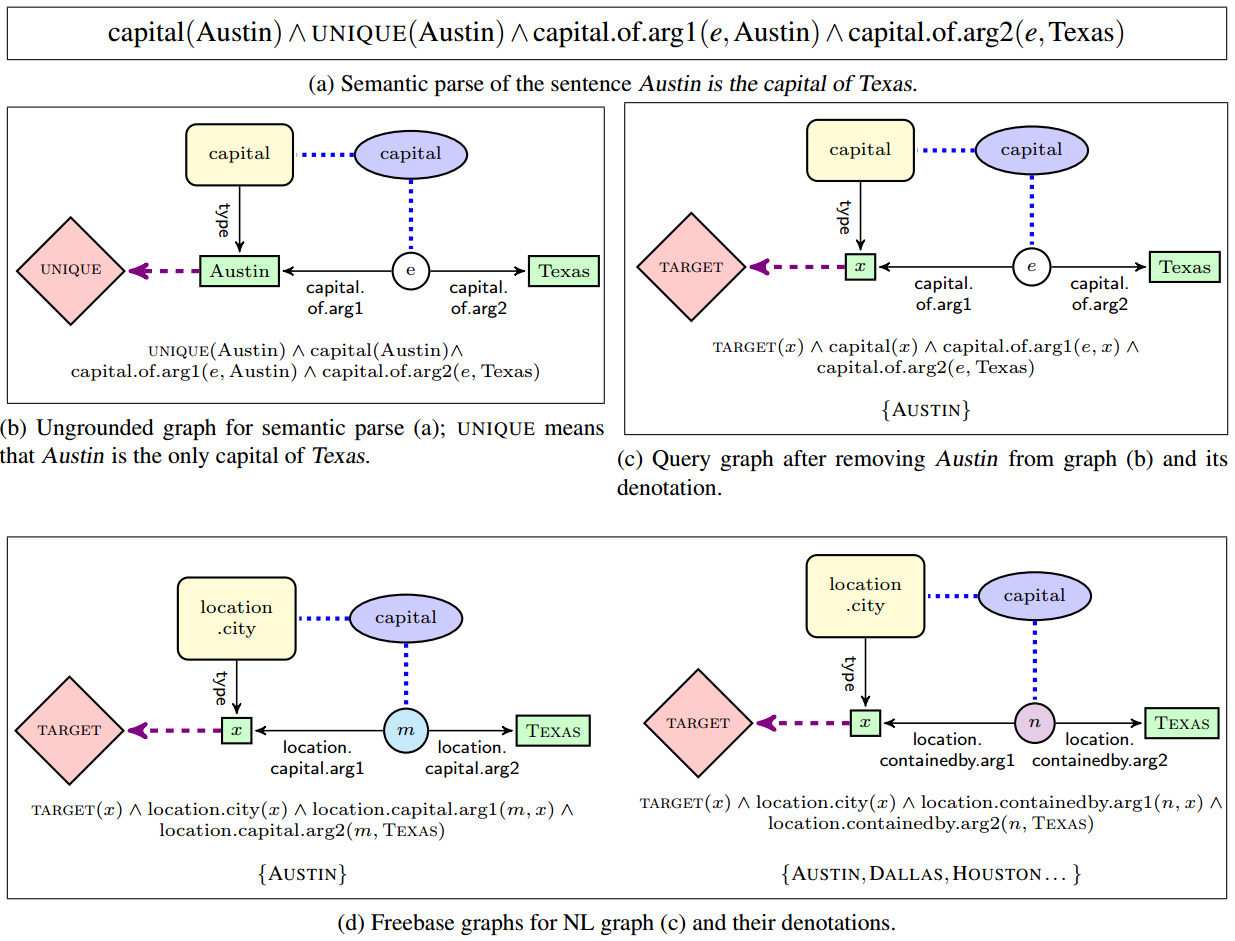 capital(Austin) ∧ UNIQUE(Austin) ∧ capital.of.arg1(e, Austin) ∧ capital.of.arg2(e, Texas)
(a) Semantic parse of the sentence Austin is the capital of Texas.
capital
capital
type
UNIQUE
Austin
e
Texas
capital.
of.arg1
capital.
of.arg2
UNIQUE(Austin) ∧ capital(Austin)∧
capital.of.arg1(e, Austin) ∧ capital.of.arg2(e, Texas)
(b) Ungrounded graph for semantic parse (a); UNIQUE means
that Austin is the only capital of Texas.
capital
capital
type
TARGET
x
e
Texas
capital.
of.arg1
capital.
of.arg2
TARGET(x) ∧ capital(x) ∧ capital.of.arg1(e, x) ∧
capital.of.arg2(e, Texas)
{AUSTIN}
(c) Query graph after removing Austin from graph (b) and its
denotation.
location
.city
capital
type
TARGET
x
m
TEXAS
location.
capital.arg1
location.
capital.arg2
TARGET(x) ∧ location.city(x) ∧ location.capital.arg1(m, x) ∧
location.capital.arg2(m, TEXAS)
{AUSTIN}
location
.city
capital
type
TARGET
x
n
TEXAS
location.
containedby.arg1
location.
containedby.arg2
TARGET(x) ∧ location.city(x) ∧ location.containedby.arg1(n, x) ∧
location.containedby.arg2(n, TEXAS)
{AUSTIN, DALLAS, HOUSTON . . . }
(d) Freebase graphs for NL graph (c) and their denotations.